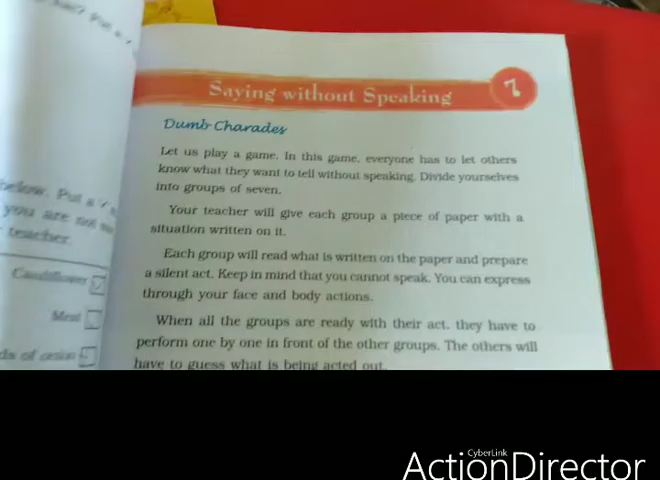 Saying without Speaking
7
Dumb Charades
Let us play a game. In this game, everyone has to let others
know what they want to tell without speaking. Divide yourselves
into groups of seven.
Your teacher will give each group a piece of paper with a
situation written on it.
Each group will read what is written on the paper and prepare
a silent act. Keep in mind that you cannot speak. You can express
through your face and body actions.
When all the groups are ready with their act, they have to
perform one by one in front of the other groups. The others will
have to guess what is being acted out.
below. Put a
you are not
teacher.
Cauliflower
Meat
ds of onion
CyberLink
ActionDirector